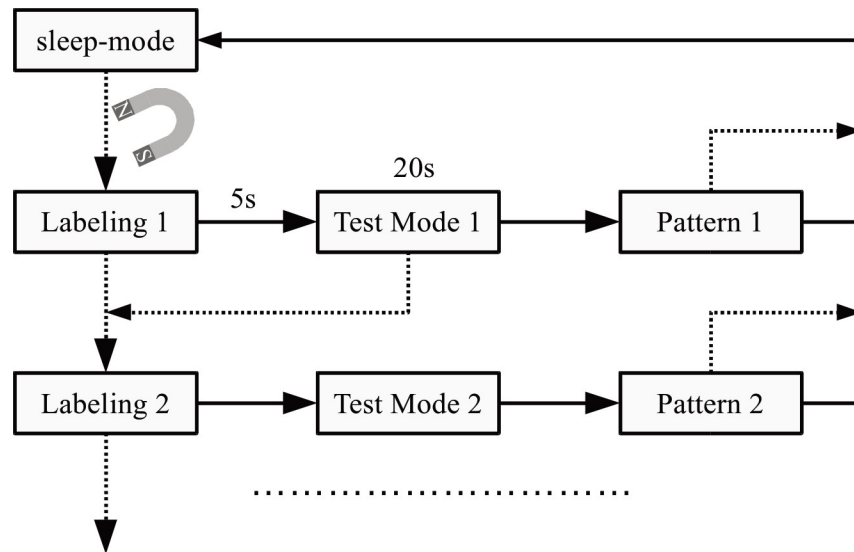 sleep-mode
N
S
20s
5s
Labeling 1
Test Mode 1
Pattern 1
Labeling 2
Test Mode 2
Pattern 2